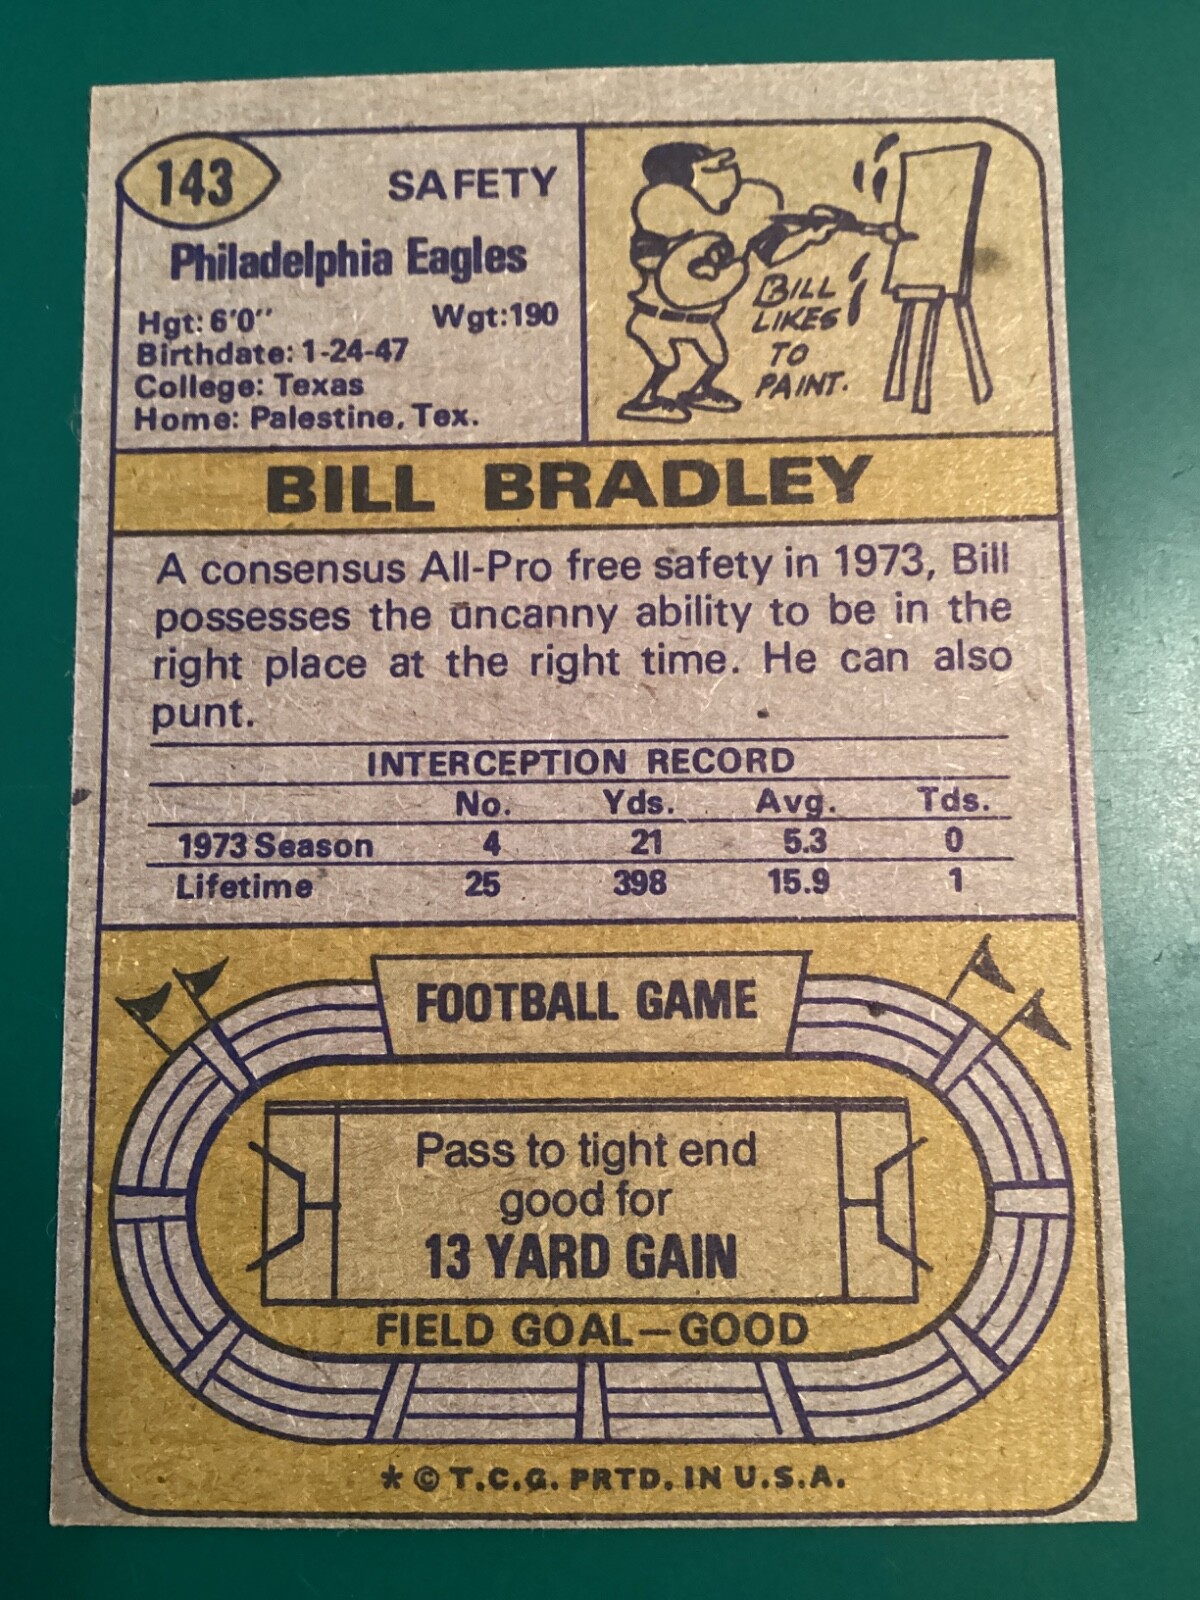 143
SAFETY
Philadelphia Eagles
Hgt: 6'0" Wgt:190
Birthdate: 1-24-47
College: Texas
Home: Palestine, Tex.
BILL
LIKES
TO
PAINT.
BILL BRADLEY
A consensus All-Pro free safety in 1973, Bill
possesses the uncanny ability to be in the
right place at the right time. He can also
punt.
INTERCEPTION RECORD
No. Yds. Avg. Tds.
1973 Season 4 21 5.3 0
Lifetime 25 398 15.9 1
FOOTBALL GAME
Pass to tight end
good for
13 YARD GAIN
FIELD GOAL—GOOD
* © T.C.G. PRTD. IN U.S.A.